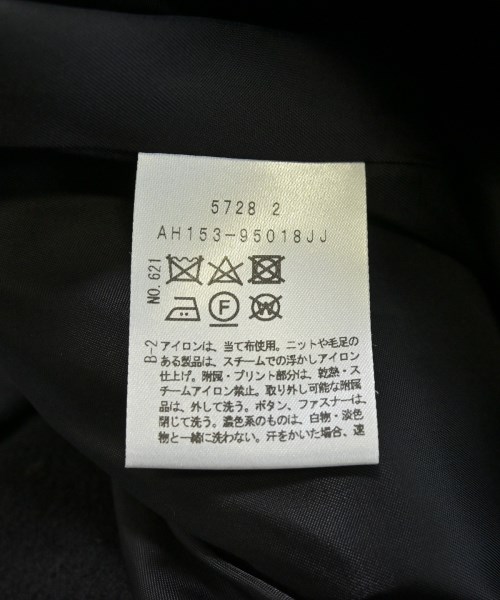 5728 2
AH153-95018JJ
NO.621
F
W
B-2
アイロンは、当て布使用。ニットや毛足の
ある製品は、スチームでの浮かしアイロン
仕上げ。附属・プリント部分は、乾熱・ス
チームアイロン禁止。取り外し可能な附属
品は、外して洗う。ボタン、ファスナーは、
閉じて洗う。濃色系のものは、白物・淡色
物と一緒に洗わない。汗をかいた場合、速